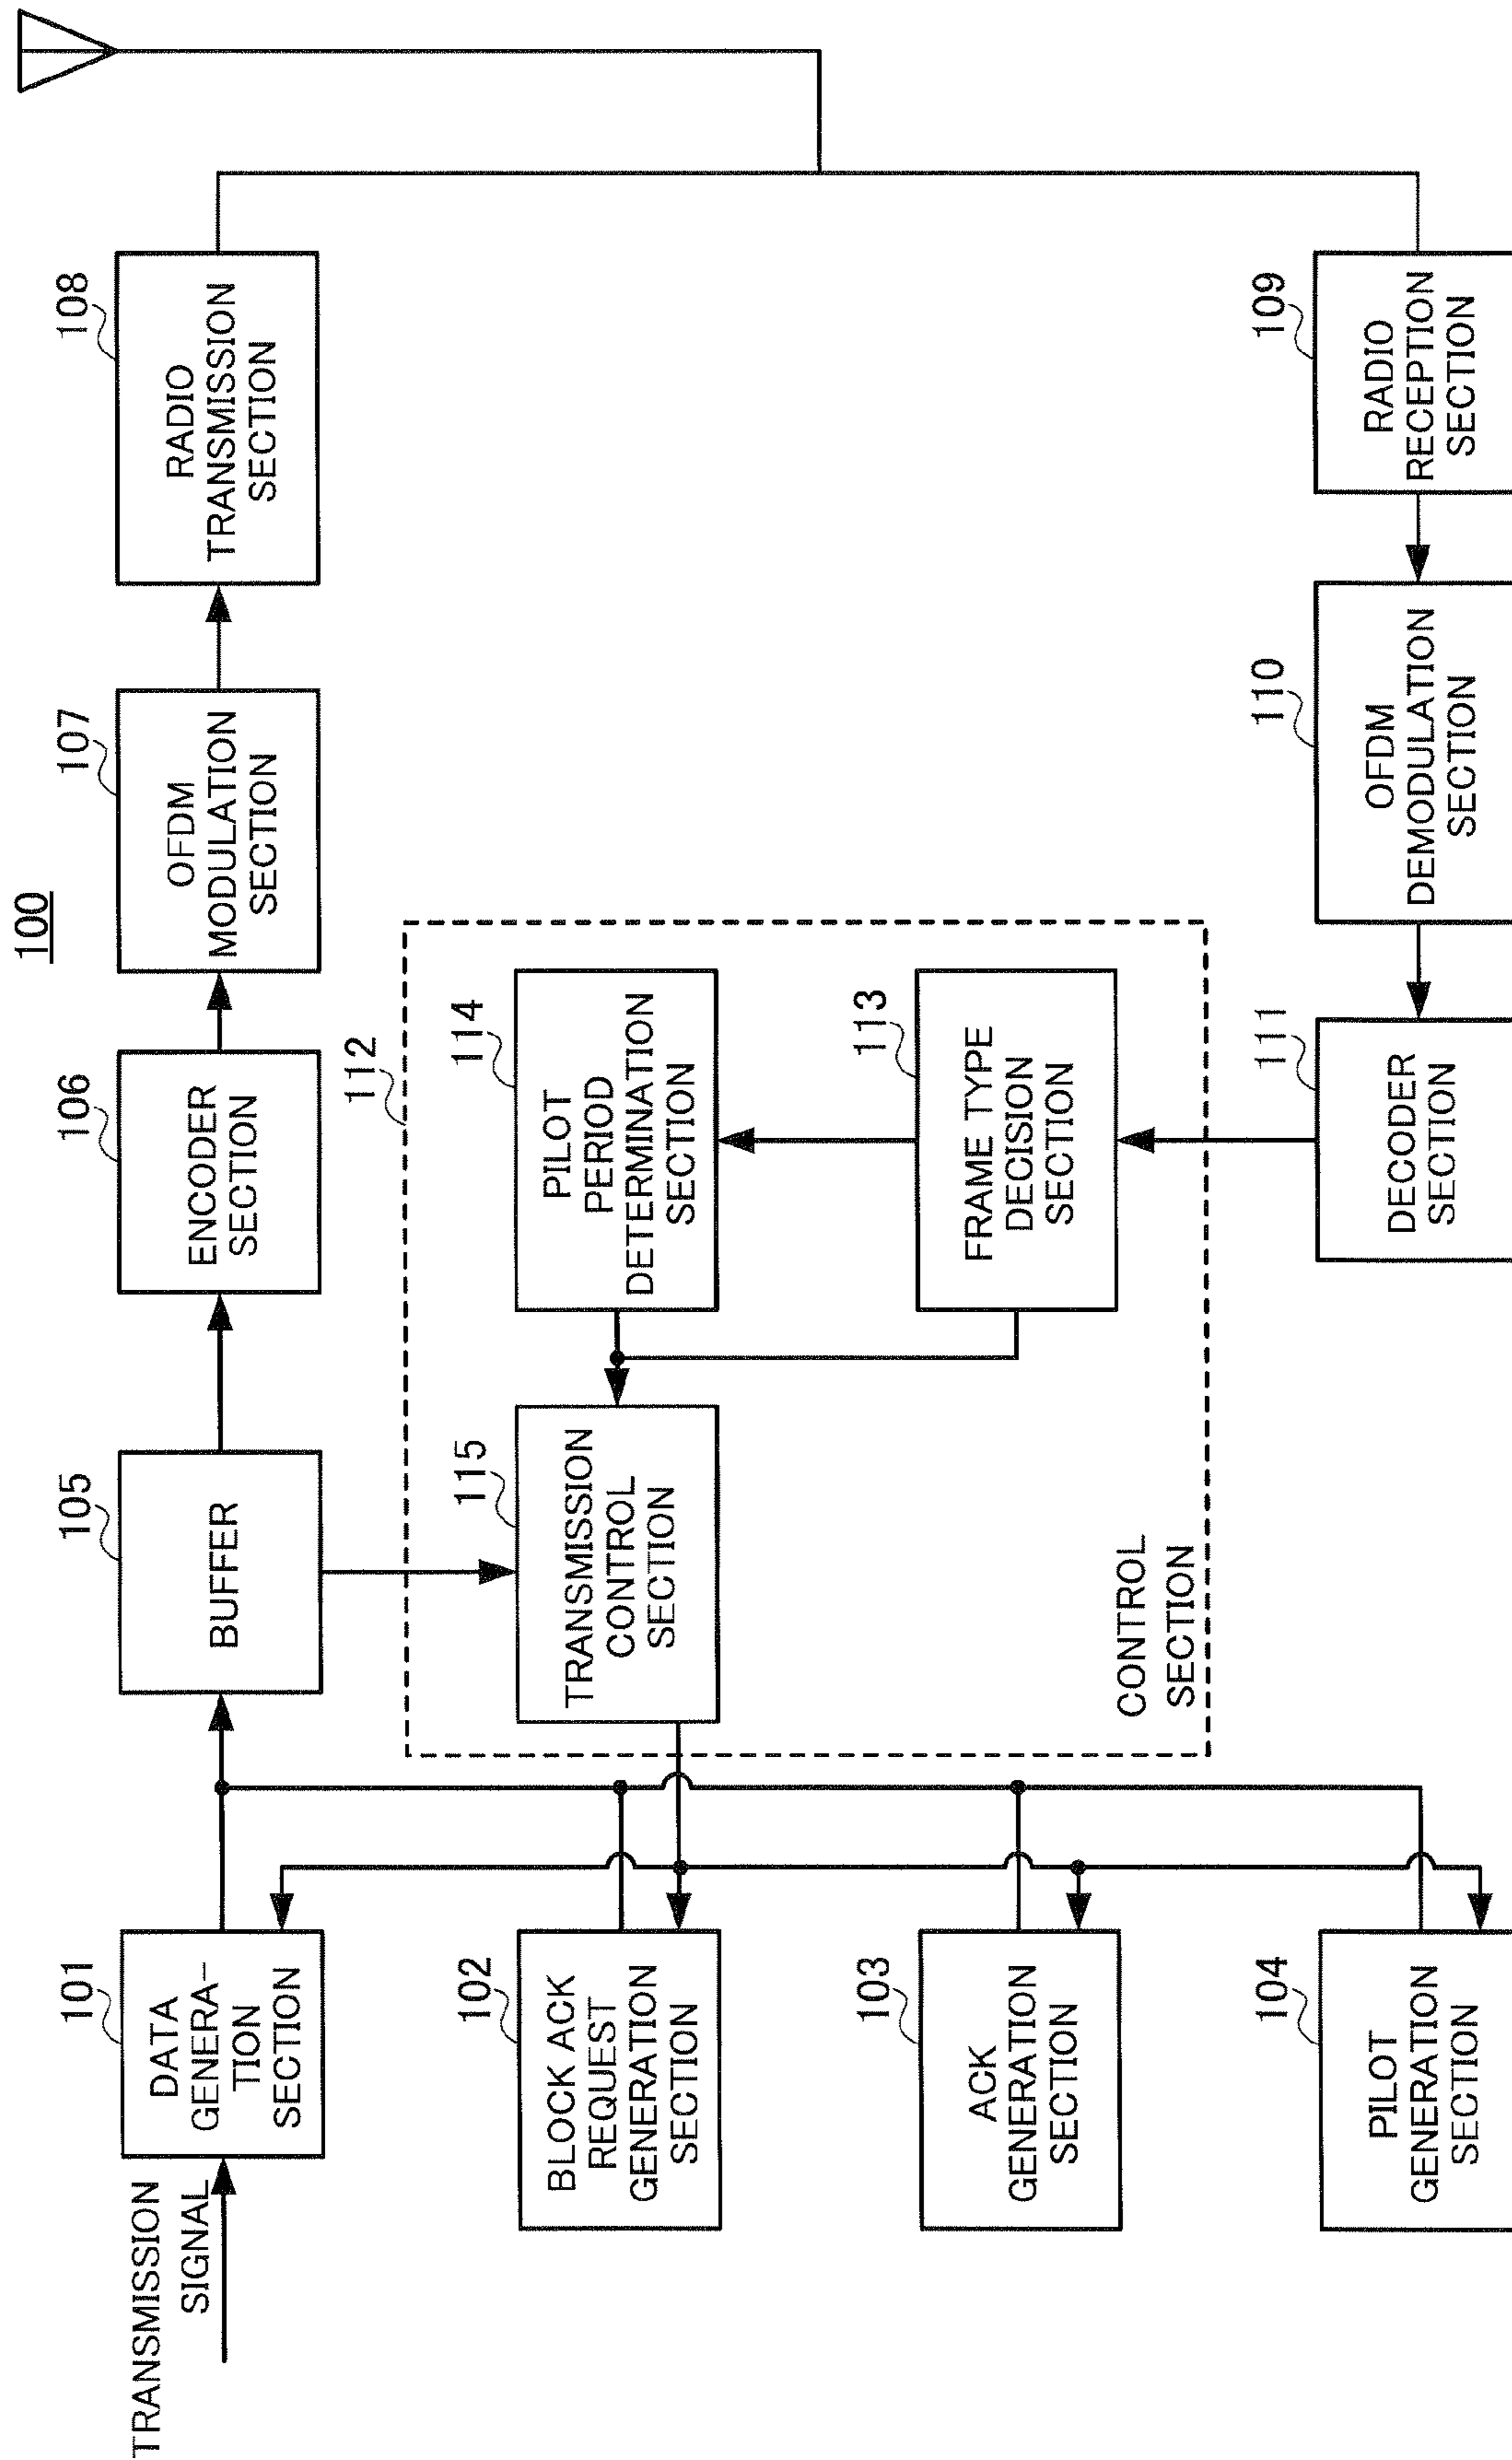 100
TRANSMISSION
SIGNAL
101
DATA
GENERA-
TION
SECTION
105
BUFFER
106
ENCODER
SECTION
107
OFDM
MODULATION
SECTION
108
RADIO
TRANSMISSION
SECTION
102
BLOCK ACK
REQUEST
GENERATION
SECTION
112
115
TRANSMISSION
CONTROL
SECTION
114
PILOT
PERIOD
DETERMINATION
SECTION
103
ACK
GENERATION
SECTION
113
FRAME TYPE
DECISION
SECTION
CONTROL
SECTION
104
PILOT
GENERATION
SECTION
111
DECODER
SECTION
110
OFDM
DEMODULATION
SECTION
109
RADIO
RECEPTION
SECTION